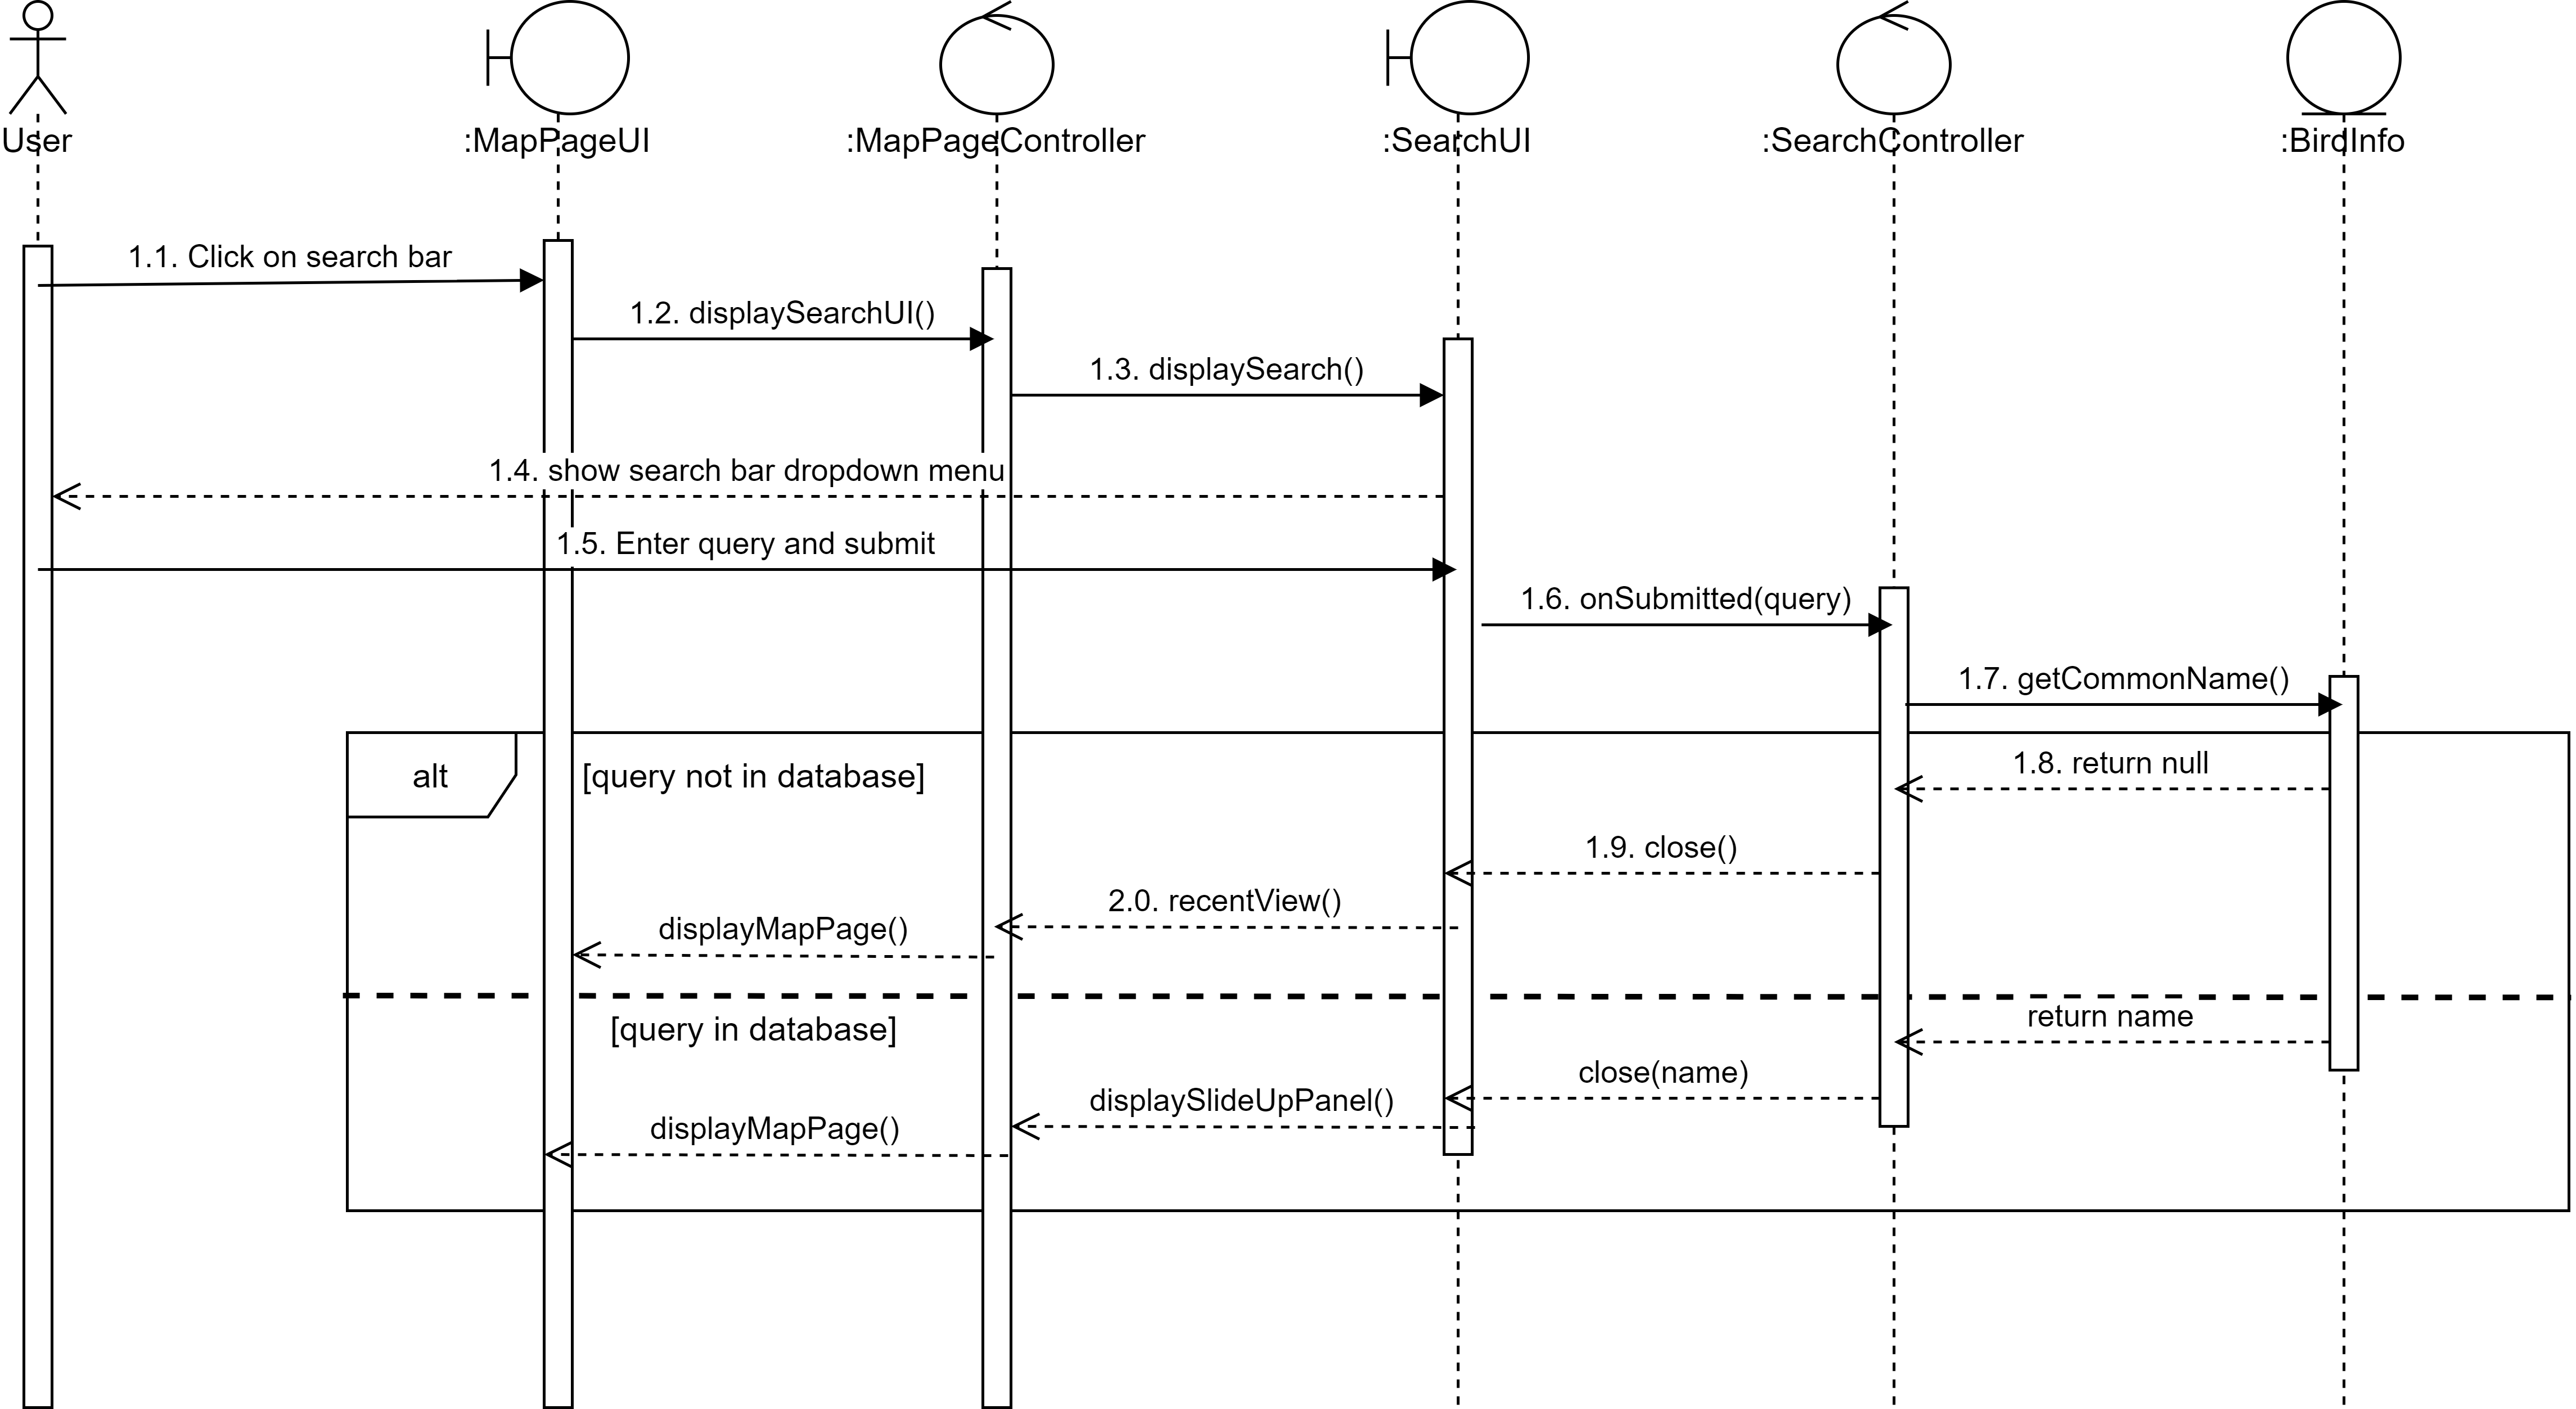 User
:MapPageUI
:MapPageController
:SearchUI
:SearchController
:BirdInfo
1.1. Click on search bar
1.2. displaySearchUI()
1.3. displaySearch()
1.4. show search bar dropdown menu
1.5. Enter query and submit
1.6. onSubmitted(query)
1.7. getCommonName()
alt
[query not in database]
1.8. return null
1.9. close()
2.0. recentView()
displayMapPage()
[query in database]
return name
close(name)
displaySlideUpPanel()
displayMapPage()